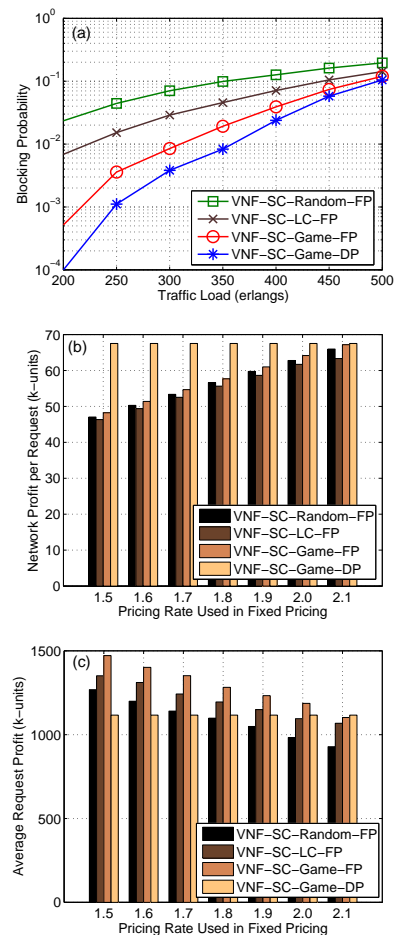 (a)
10^0
10^-1
10^-2
10^-3
10^-4
Blocking Probability
VNF-SC-Random-FP
VNF-SC-LC-FP
VNF-SC-Game-FP
VNF-SC-Game-DP
200 250 300 350 400 450 500
Traffic Load (erlangs)
(b)
70
60
50
40
30
20
10
0
Network Profit per Request (k-units)
VNF-SC-Random-FP
VNF-SC-LC-FP
VNF-SC-Game-FP
VNF-SC-Game-DP
1.5 1.6 1.7 1.8 1.9 2.0 2.1
Pricing Rate Used in Fixed Pricing
(c)
1500
1000
500
0
Average Request Profit (k-units)
VNF-SC-Random-FP
VNF-SC-LC-FP
VNF-SC-Game-FP
VNF-SC-Game-DP
1.5 1.6 1.7 1.8 1.9 2.0 2.1
Pricing Rate Used in Fixed Pricing